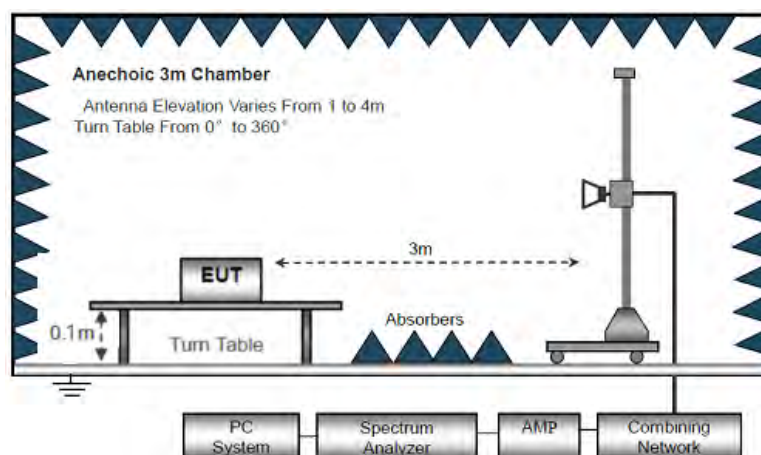 Anechoic 3m Chamber
Antenna Elevation Varies From 1 to 4m
Turn Table From 0° to 360°
3m
EUT
0.1m
Turn Table
Absorbers
PC
System
Spectrum
Analyzer
AMP
Combining
Network